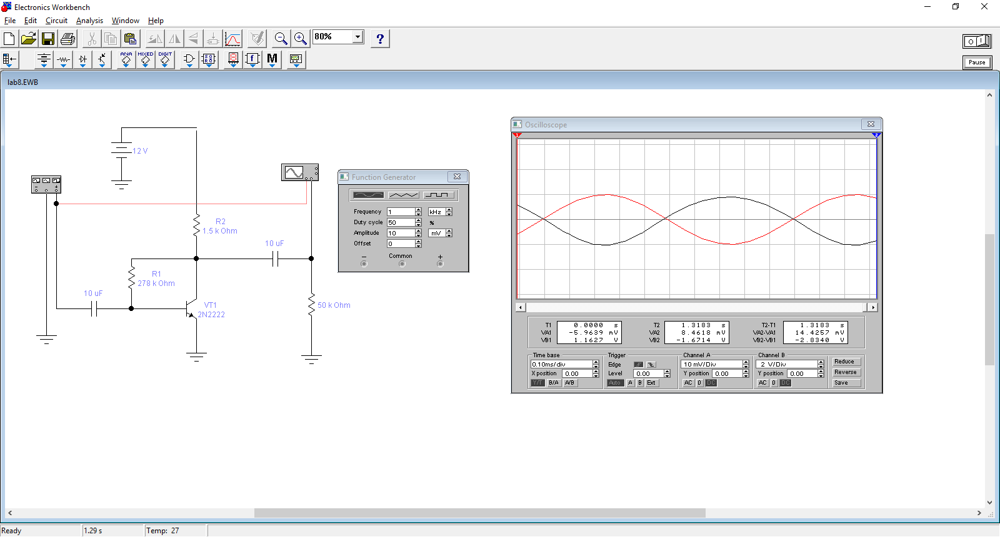 Electronics Workbench
File Edit Circuit Analysis Window Help
80%
?
O I
ANA MIXED DIGIT
f M
Pause
lab8.EWB
12 V
R2
1.5 k Ohm
10 uF
R1
278 k Ohm
10 uF
VT1
2N2222
50 k Ohm
Function Generator
Frequency 1 kHz
Duty cycle 50 %
Amplitude 10 mV
Offset 0
− Common +
Oscilloscope
1 2
T1 0.0000 s T2 1.3183 s T2-T1 1.3183 s
VA1 -5.9639 mV VA2 8.4618 mV VA2-VA1 14.4257 mV
VB1 1.1627 V VB2 -1.6714 V VB2-VB1 -2.8340 V
Time base Trigger Channel A Channel B
0.10ms/div Edge 10 mV/Div 2 V/Div Reduce
X position 0.00 Level 0.00 Y position 0.00 Y position 0.00 Reverse
Y/T B/A A/B Auto A B Ext AC 0 DC AC 0 DC Save
Ready 1.29 s Temp: 27